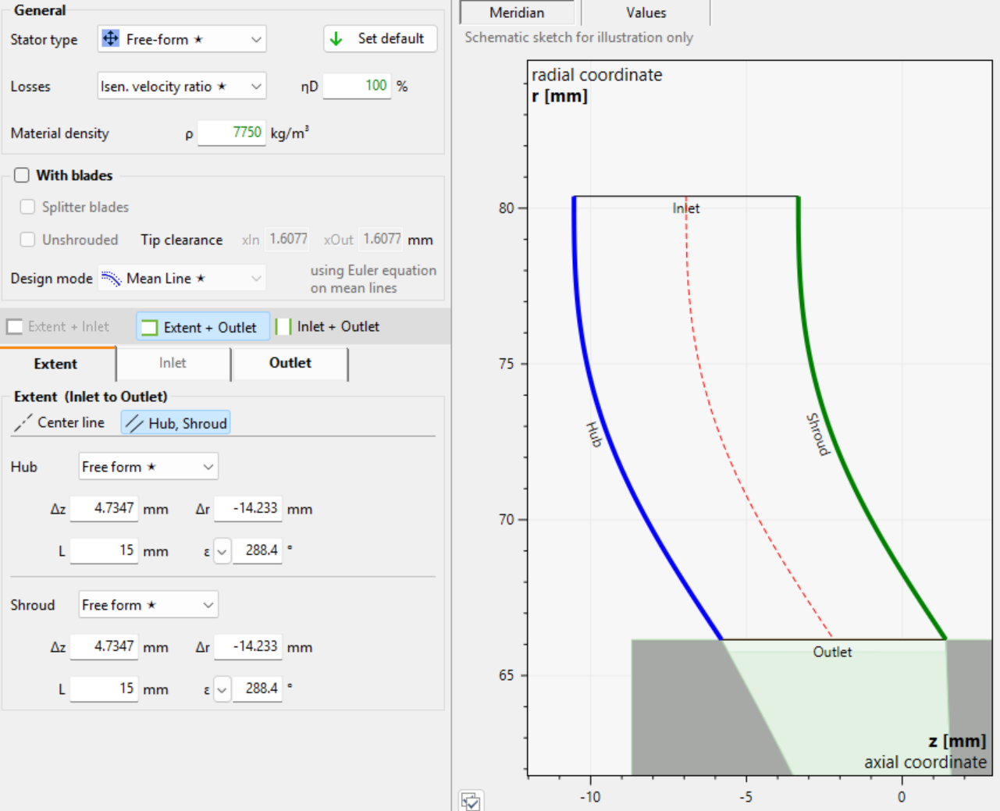 General
Stator type Free-form ★ Set default
Losses Isen. velocity ratio ★ ηD 100 %
Material density ρ 7750 kg/m³
With blades
Splitter blades
Unshrouded Tip clearance xIn 1.6077 xOut 1.6077 mm
Design mode Mean Line ★ using Euler equation
on mean lines
Extent + Inlet Extent + Outlet Inlet + Outlet
Extent Inlet Outlet
Extent (Inlet to Outlet)
Center line Hub, Shroud
Hub Free form ★
Δz 4.7347 mm Δr -14.233 mm
L 15 mm ε 288.4 °
Shroud Free form ★
Δz 4.7347 mm Δr -14.233 mm
L 15 mm ε 288.4 °
Meridian Values
Schematic sketch for illustration only
radial coordinate
r [mm]
80
Inlet
75
Hub
Shroud
70
Outlet
65
z [mm]
axial coordinate
-10 -5 0